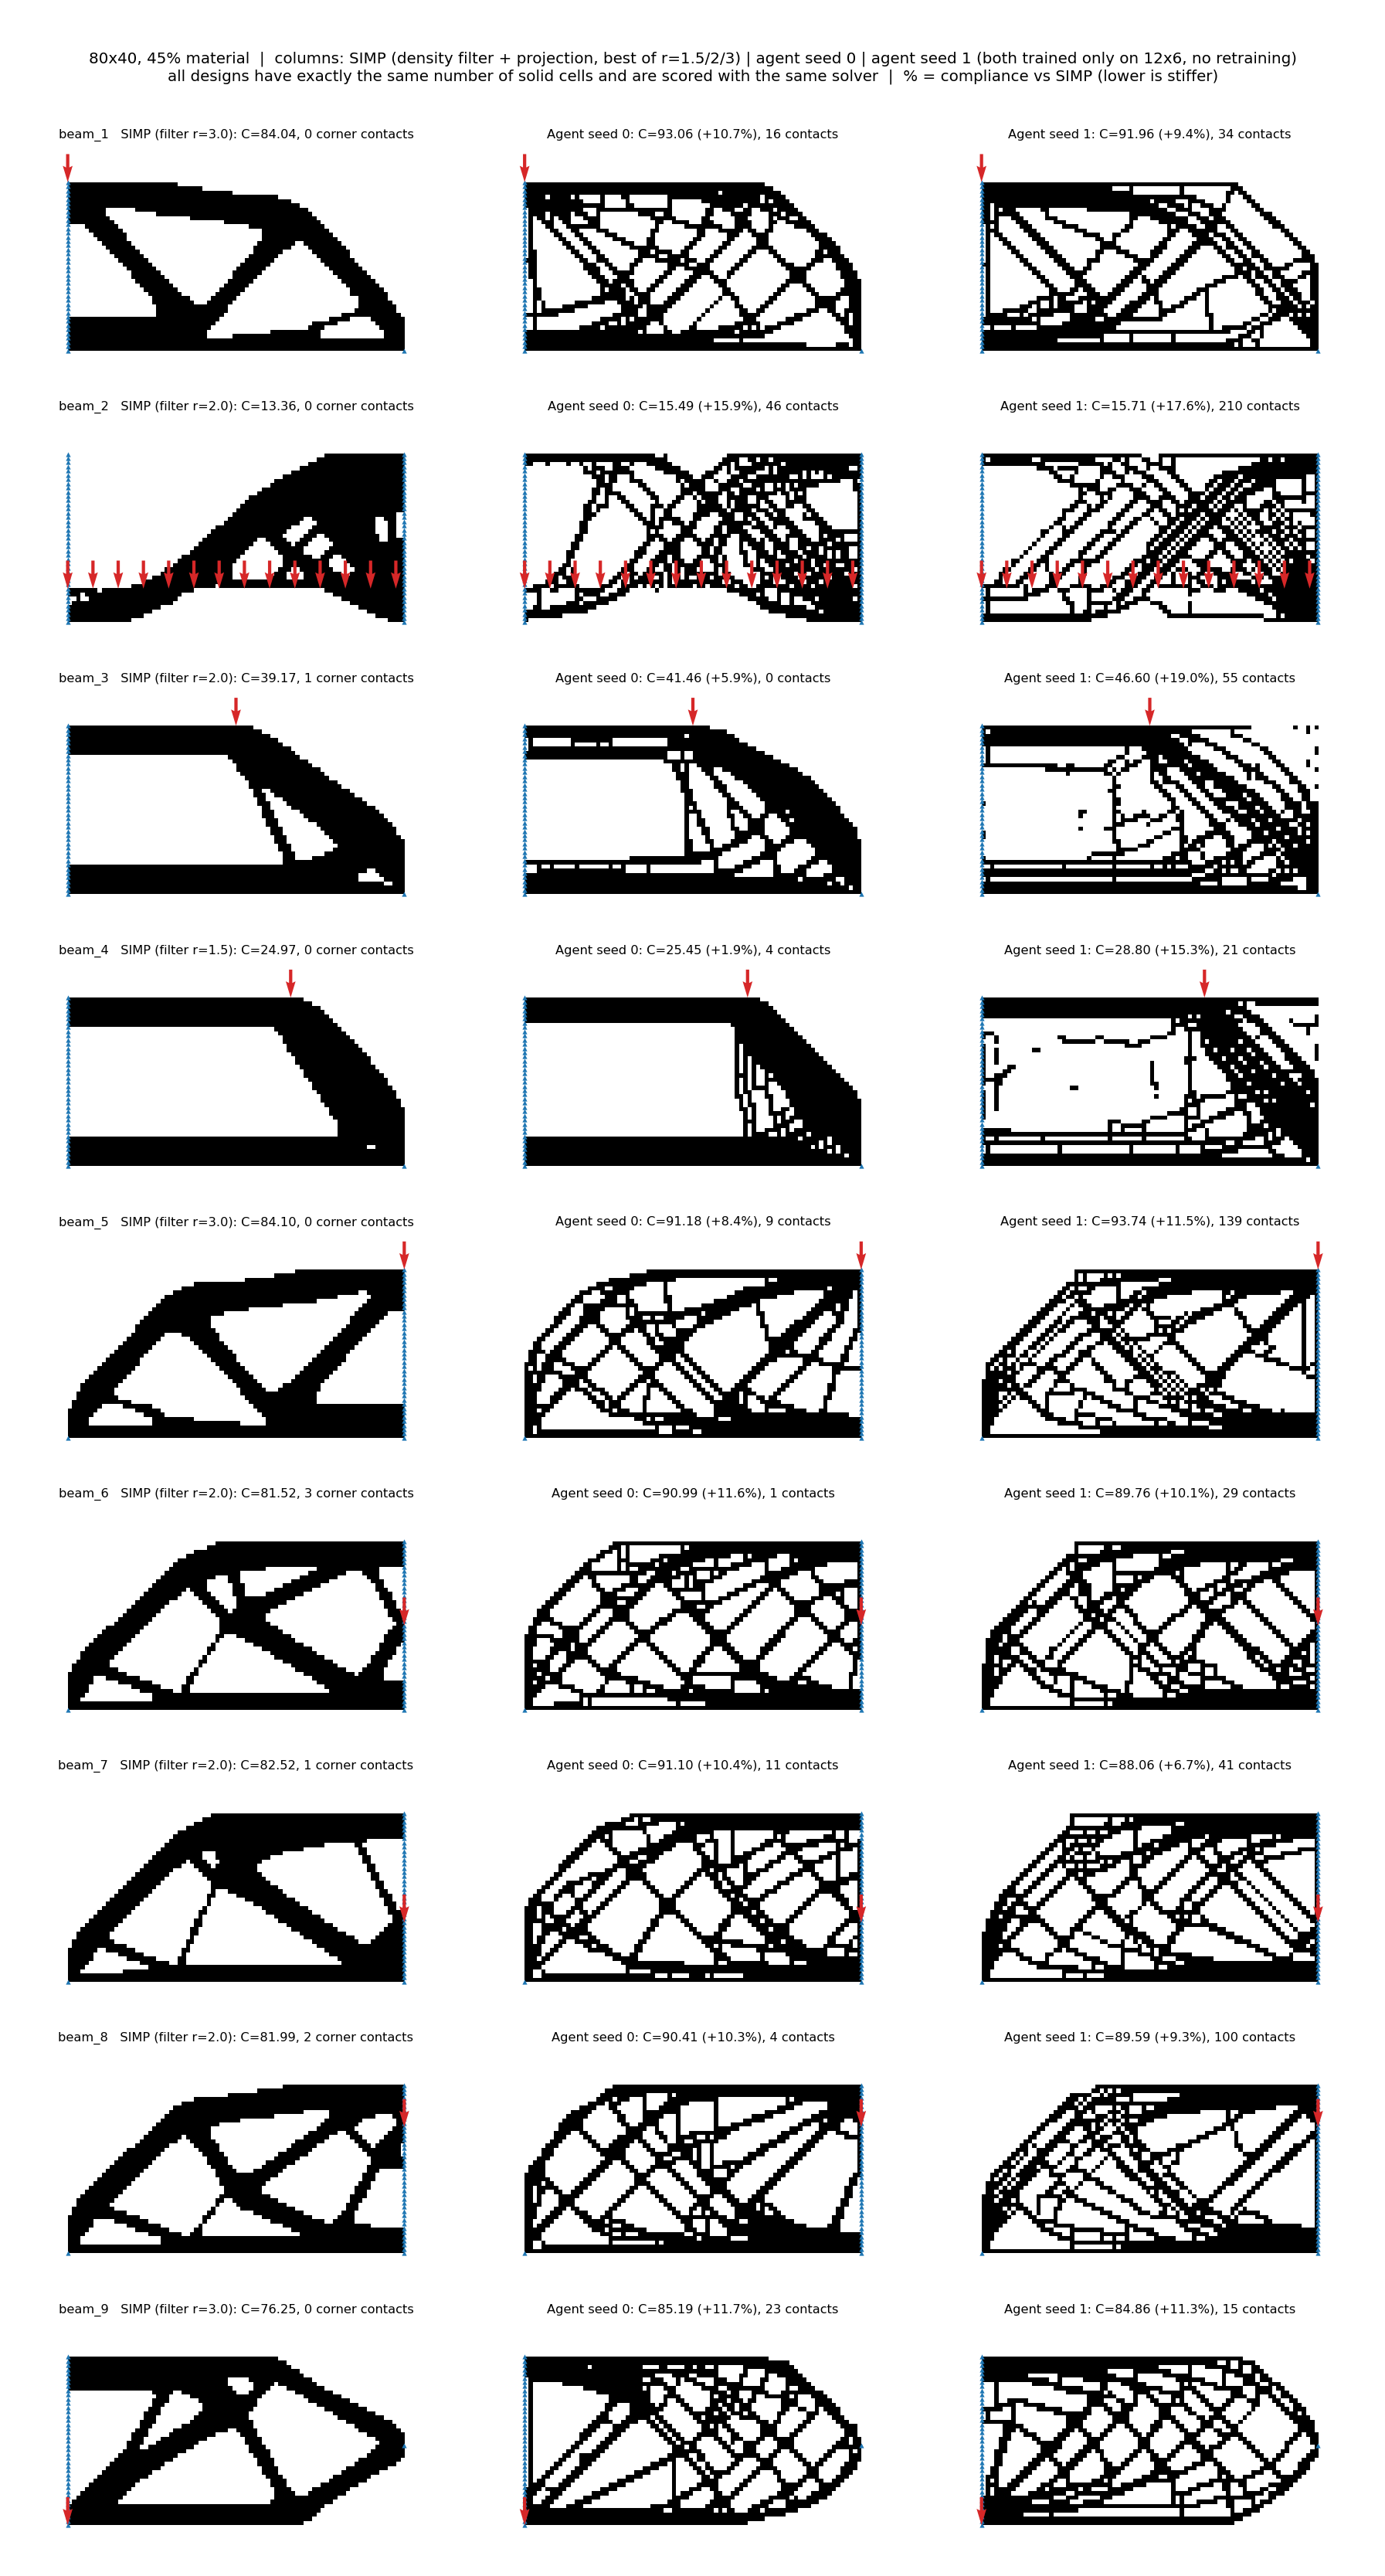 80x40, 45% material | columns: SIMP (density filter + projection, best of r=1.5/2/3) | agent seed 0 | agent seed 1 (both trained only on 12x6, no retraining)
all designs have exactly the same number of solid cells and are scored with the same solver | % = compliance vs SIMP (lower is stiffer)
beam_1 SIMP (filter r=3.0): C=84.04, 0 corner contacts
Agent seed 0: C=93.06 (+10.7%), 16 contacts
Agent seed 1: C=91.96 (+9.4%), 34 contacts
beam_2 SIMP (filter r=2.0): C=13.36, 0 corner contacts
Agent seed 0: C=15.49 (+15.9%), 46 contacts
Agent seed 1: C=15.71 (+17.6%), 210 contacts
beam_3 SIMP (filter r=2.0): C=39.17, 1 corner contacts
Agent seed 0: C=41.46 (+5.9%), 0 contacts
Agent seed 1: C=46.60 (+19.0%), 55 contacts
beam_4 SIMP (filter r=1.5): C=24.97, 0 corner contacts
Agent seed 0: C=25.45 (+1.9%), 4 contacts
Agent seed 1: C=28.80 (+15.3%), 21 contacts
beam_5 SIMP (filter r=3.0): C=84.10, 0 corner contacts
Agent seed 0: C=91.18 (+8.4%), 9 contacts
Agent seed 1: C=93.74 (+11.5%), 139 contacts
beam_6 SIMP (filter r=2.0): C=81.52, 3 corner contacts
Agent seed 0: C=90.99 (+11.6%), 1 contacts
Agent seed 1: C=89.76 (+10.1%), 29 contacts
beam_7 SIMP (filter r=2.0): C=82.52, 1 corner contacts
Agent seed 0: C=91.10 (+10.4%), 11 contacts
Agent seed 1: C=88.06 (+6.7%), 41 contacts
beam_8 SIMP (filter r=2.0): C=81.99, 2 corner contacts
Agent seed 0: C=90.41 (+10.3%), 4 contacts
Agent seed 1: C=89.59 (+9.3%), 100 contacts
beam_9 SIMP (filter r=3.0): C=76.25, 0 corner contacts
Agent seed 0: C=85.19 (+11.7%), 23 contacts
Agent seed 1: C=84.86 (+11.3%), 15 contacts